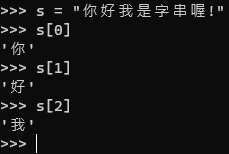 >>> s = "你好我是字串喔!"
>>> s[0]
'你'
>>> s[1]
'好'
>>> s[2]
'我'
>>>